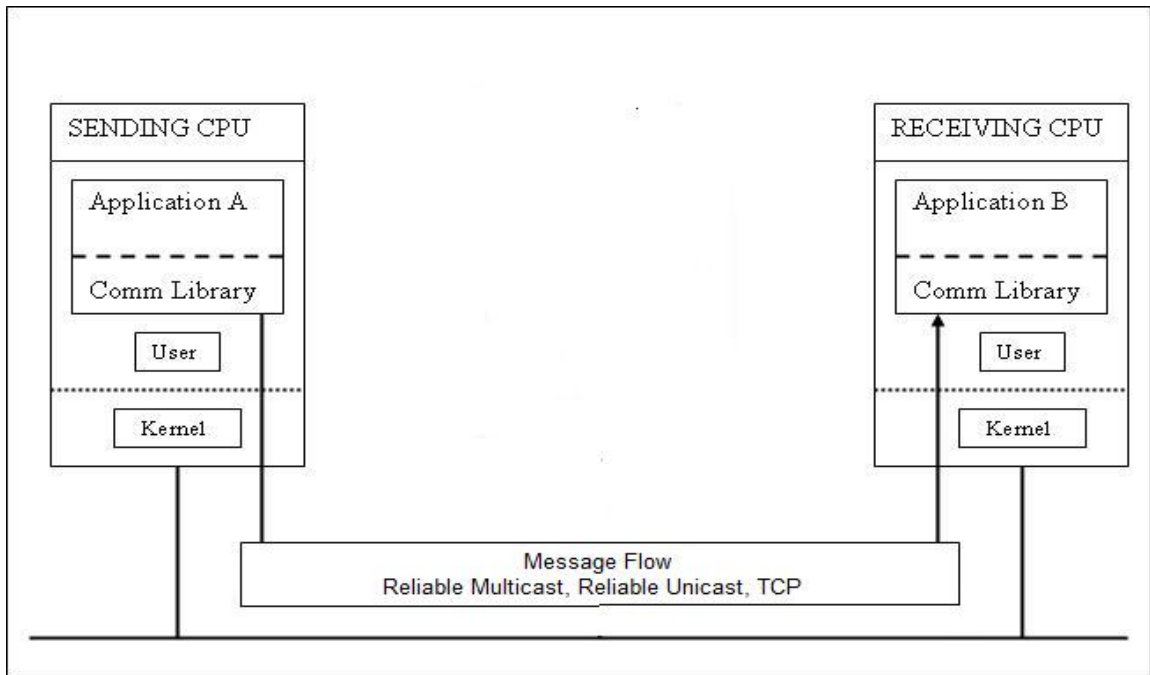 SENDING CPU
Application A
Comm Library
User
Kernel
RECEIVING CPU
Application B
Comm Library
User
Kernel
Message Flow
Reliable Multicast, Reliable Unicast, TCP